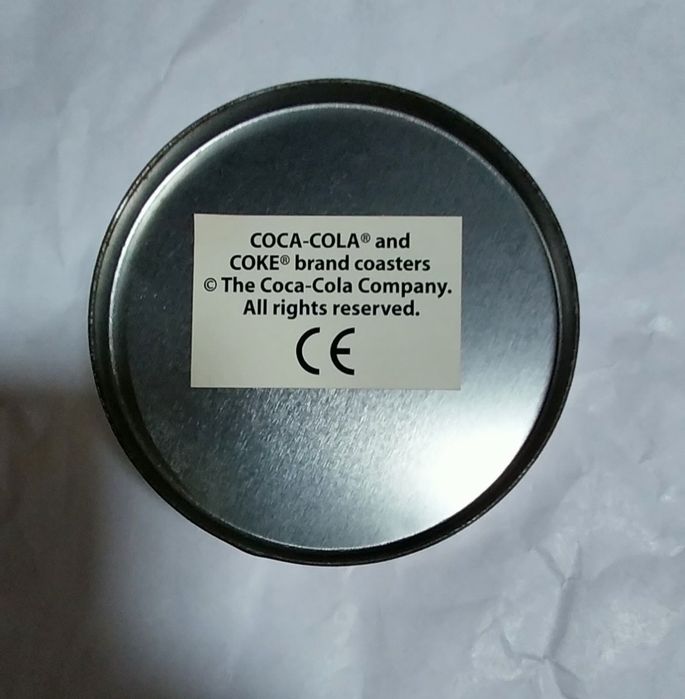 COCA-COLA® and
COKE® brand coasters
© The Coca-Cola Company.
All rights reserved.
CE